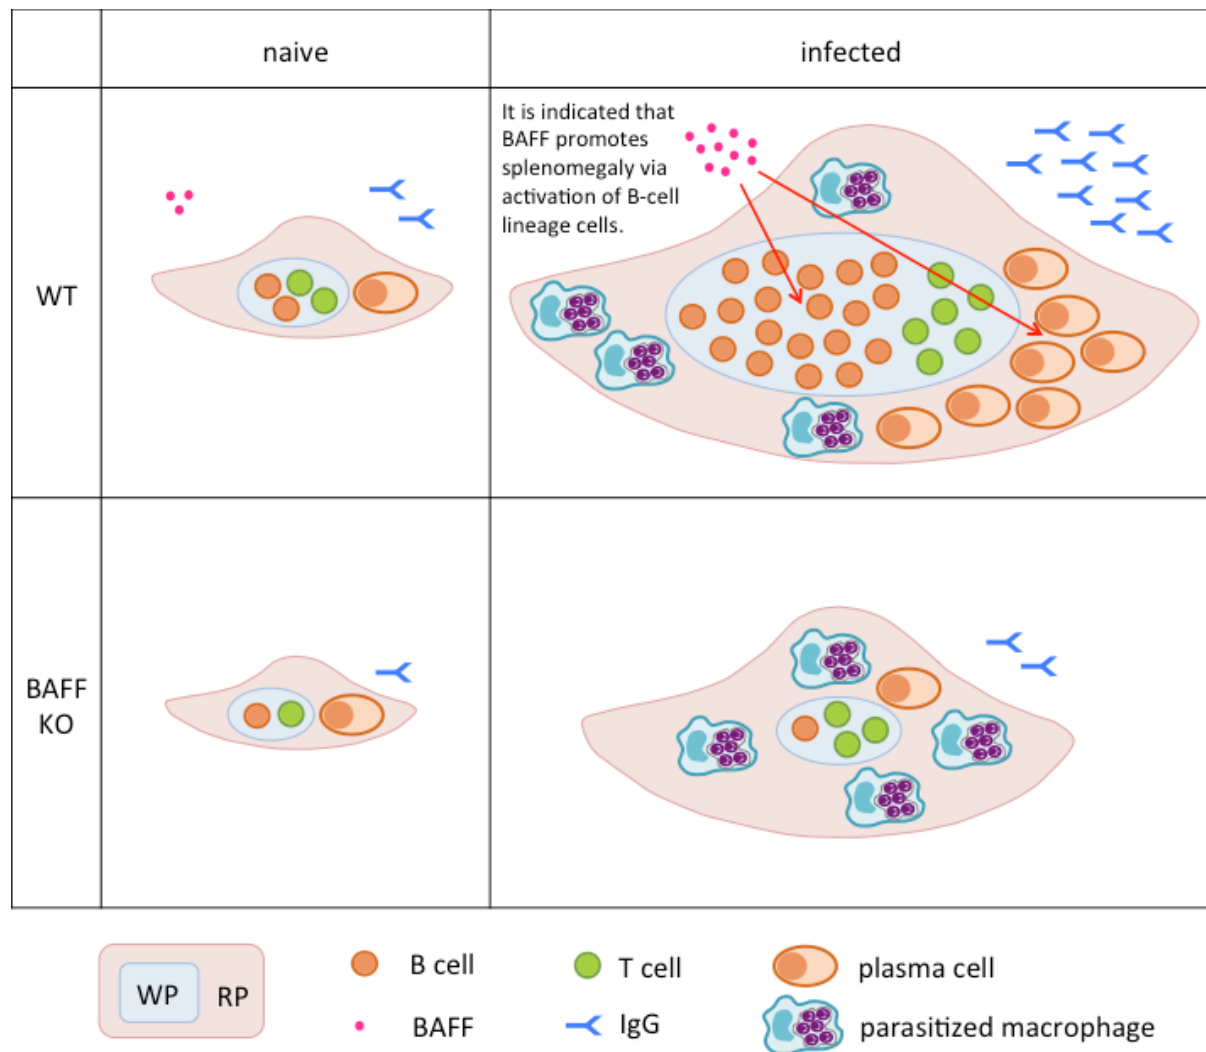 naive
infected
WT
It is indicated that
BAFF promotes
splenomegaly via
activation of B-cell
lineage cells.
BAFF
KO
WP
RP
B cell
T cell
plasma cell
BAFF
IgG
parasitized macrophage